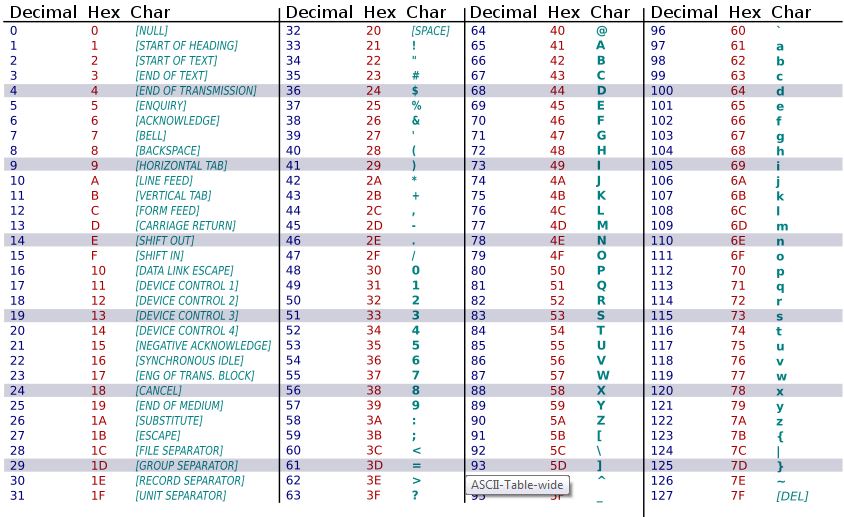 Decimal Hex Char Decimal Hex Char Decimal Hex Char Decimal Hex Char
0 0 [NULL] 32 20 [SPACE] 64 40 @ 96 60 `
1 1 [START OF HEADING] 33 21 ! 65 41 A 97 61 a
2 2 [START OF TEXT] 34 22 " 66 42 B 98 62 b
3 3 [END OF TEXT] 35 23 # 67 43 C 99 63 c
4 4 [END OF TRANSMISSION] 36 24 $ 68 44 D 100 64 d
5 5 [ENQUIRY] 37 25 % 69 45 E 101 65 e
6 6 [ACKNOWLEDGE] 38 26 & 70 46 F 102 66 f
7 7 [BELL] 39 27 ' 71 47 G 103 67 g
8 8 [BACKSPACE] 40 28 ( 72 48 H 104 68 h
9 9 [HORIZONTAL TAB] 41 29 ) 73 49 I 105 69 i
10 A [LINE FEED] 42 2A * 74 4A J 106 6A j
11 B [VERTICAL TAB] 43 2B + 75 4B K 107 6B k
12 C [FORM FEED] 44 2C , 76 4C L 108 6C l
13 D [CARRIAGE RETURN] 45 2D - 77 4D M 109 6D m
14 E [SHIFT OUT] 46 2E . 78 4E N 110 6E n
15 F [SHIFT IN] 47 2F / 79 4F O 111 6F o
16 10 [DATA LINK ESCAPE] 48 30 0 80 50 P 112 70 p
17 11 [DEVICE CONTROL 1] 49 31 1 81 51 Q 113 71 q
18 12 [DEVICE CONTROL 2] 50 32 2 82 52 R 114 72 r
19 13 [DEVICE CONTROL 3] 51 33 3 83 53 S 115 73 s
20 14 [DEVICE CONTROL 4] 52 34 4 84 54 T 116 74 t
21 15 [NEGATIVE ACKNOWLEDGE] 53 35 5 85 55 U 117 75 u
22 16 [SYNCHRONOUS IDLE] 54 36 6 86 56 V 118 76 v
23 17 [ENG OF TRANS. BLOCK] 55 37 7 87 57 W 119 77 w
24 18 [CANCEL] 56 38 8 88 58 X 120 78 x
25 19 [END OF MEDIUM] 57 39 9 89 59 Y 121 79 y
26 1A [SUBSTITUTE] 58 3A : 90 5A Z 122 7A z
27 1B [ESCAPE] 59 3B ; 91 5B [ 123 7B {
28 1C [FILE SEPARATOR] 60 3C < 92 5C \ 124 7C |
29 1D [GROUP SEPARATOR] 61 3D = 93 5D ] 125 7D }
30 1E [RECORD SEPARATOR] 62 3E > ASCII-Table-wide ^ 126 7E ~
31 1F [UNIT SEPARATOR] 63 3F ? 95 5F _ 127 7F [DEL]